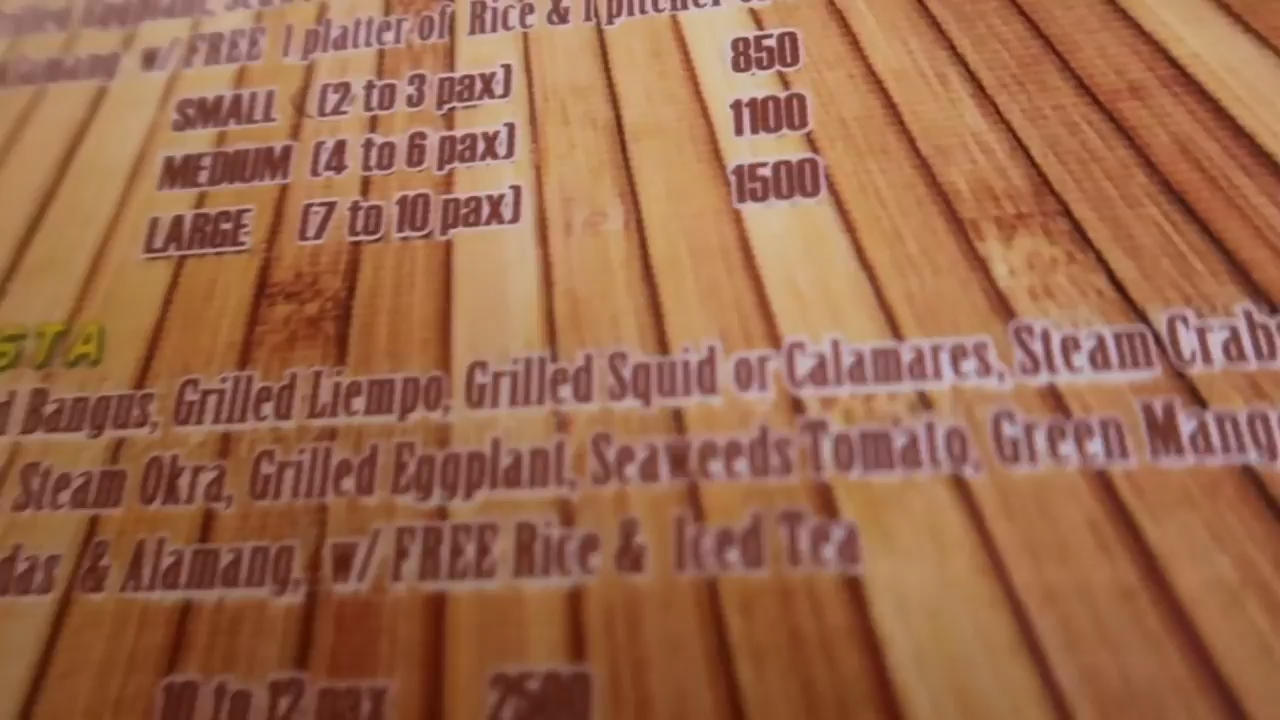 w/ FREE 1 platter of Rice & 1 pitcher
SMALL (2 to 3 pax) 850
MEDIUM (4 to 6 pax) 1100
LARGE (7 to 10 pax) 1500
STA
Bangus, Grilled Liempo, Grilled Squid or Calamares, Steam Crab
Steam Okra, Grilled Eggplant, Seaweeds Tomato, Green Mang
das & Alamang, w/ FREE Rice & Iced Tea
10 to 12 pax 2500